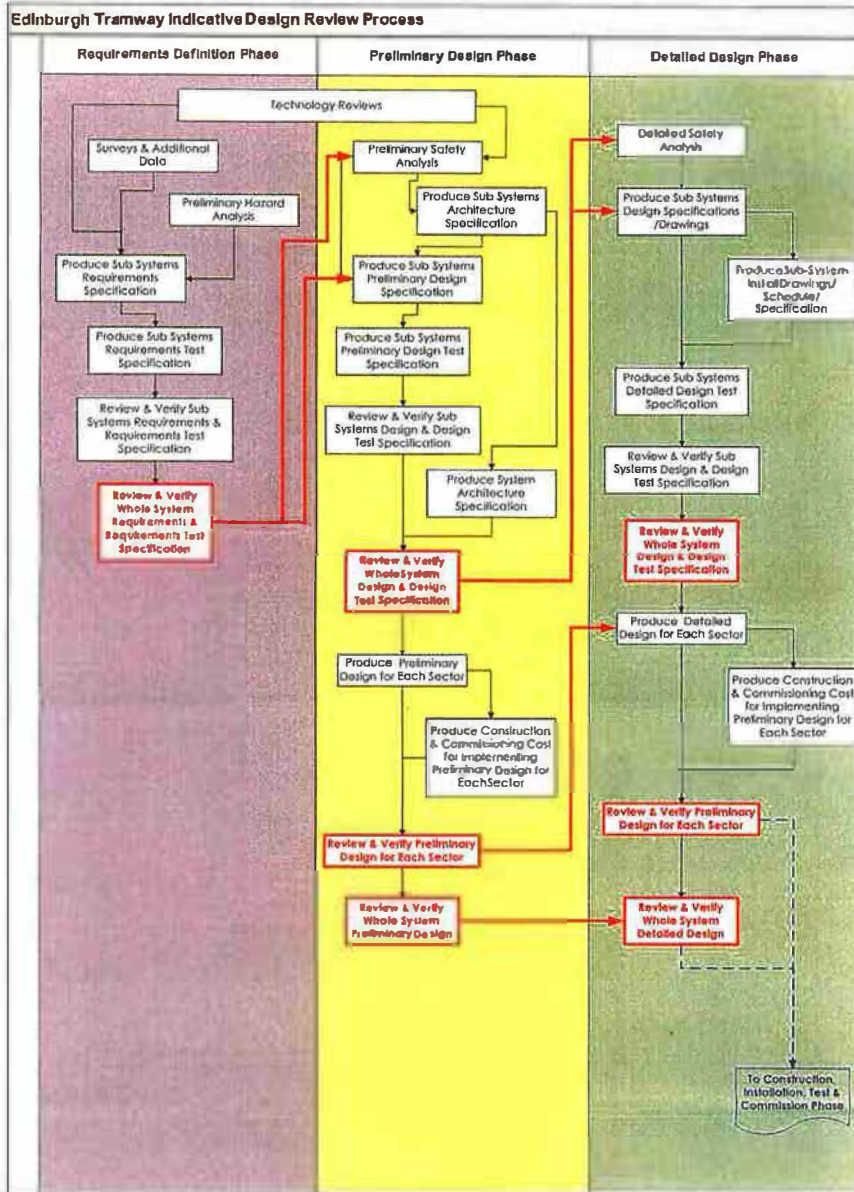 Edinburgh Tramway Indicative Design Review Process
Requirements Definition Phase
Preliminary Design Phase
Detailed Design Phase
Technology Reviews
Surveys & Additional
Data
Preliminary Hazard
Analysis
Produce Sub Systems
Requirements
Specification
Produce Sub Systems
Requirements Test
Specification
Review & Verify Sub
Systems Requirements &
Requirements Test
Specification
Review & Verify
Whole System
Requirements &
Requirements Test
Specification
Preliminary Safety
Analysis
Produce Sub Systems
Architecture
Specification
Produce Sub Systems
Preliminary Design
Specification
Produce Sub Systems
Preliminary Design Test
Specification
Review & Verify Sub
Systems Design & Design
Test Specification
Produce System
Architecture
Specification
Review & Verify
Whole System
Design & Design
Test Specification
Produce Preliminary
Design for Each Sector
Produce Construction
& Commissioning Cost
for Implementing
Preliminary Design for
Each Sector
Review & Verify Preliminary
Design for Each Sector
Review & Verify
Whole System
Preliminary Design
Detailed Safety
Analysis
Produce Sub Systems
Design Specifications
/Drawings
Produce Sub-System
Install Drawings/
Schedule/
Specification
Produce Sub Systems
Detailed Design Test
Specification
Review & Verify Sub
Systems Design & Design
Test Specification
Review & Verify
Whole System
Design & Design
Test Specification
Produce Detailed
Design for Each Sector
Produce Construction
& Commissioning Cost
for Implementing
Preliminary Design for
Each Sector
Review & Verify Preliminary
Design for Each Sector
Review & Verify
Whole System
Detailed Design
To Construction,
Installation, Test &
Commission Phase